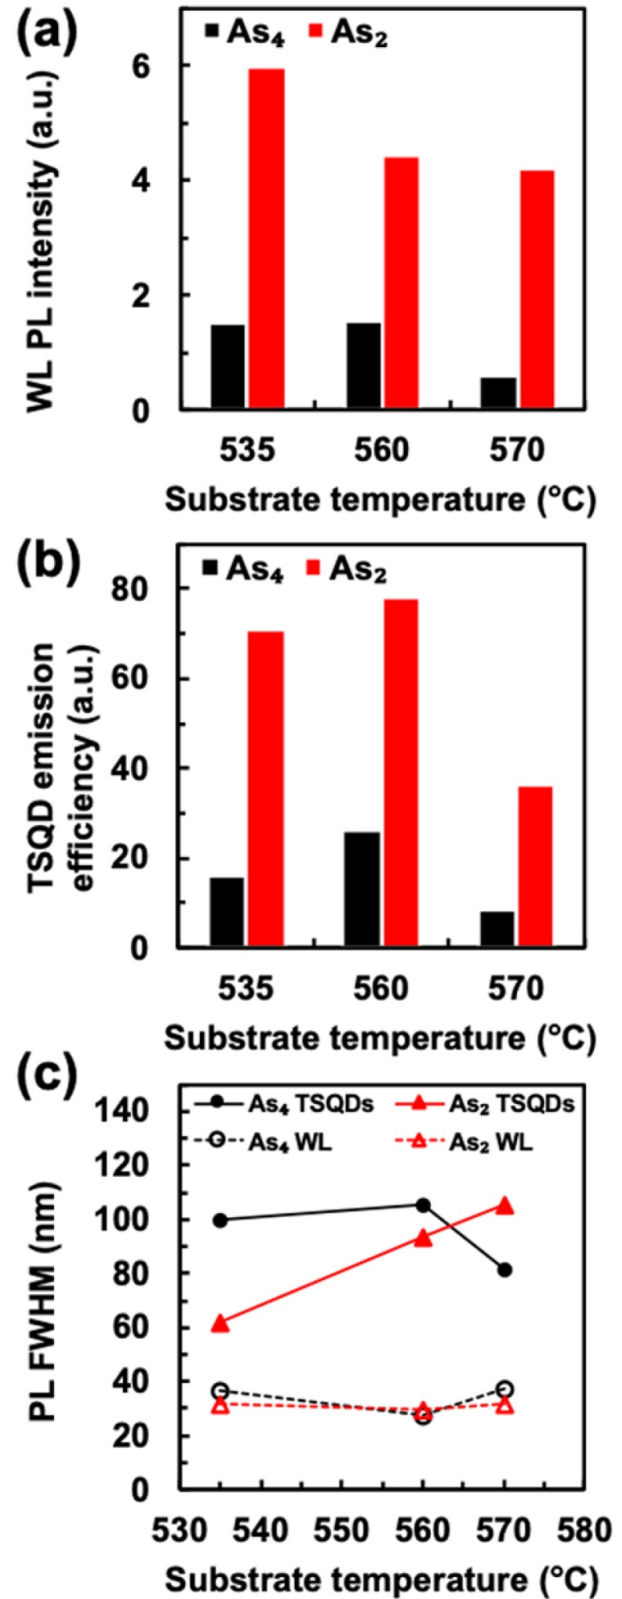 (a)
As₄ As₂
WL PL intensity (a.u.)
6
4
2
0
535 560 570
Substrate temperature (°C)
(b)
As₄ As₂
TSQD emission
efficiency (a.u.)
80
60
40
20
0
535 560 570
Substrate temperature (°C)
(c)
As₄ TSQDs As₂ TSQDs
As₄ WL As₂ WL
PL FWHM (nm)
140
120
100
80
60
40
20
0
530 540 550 560 570 580
Substrate temperature (°C)